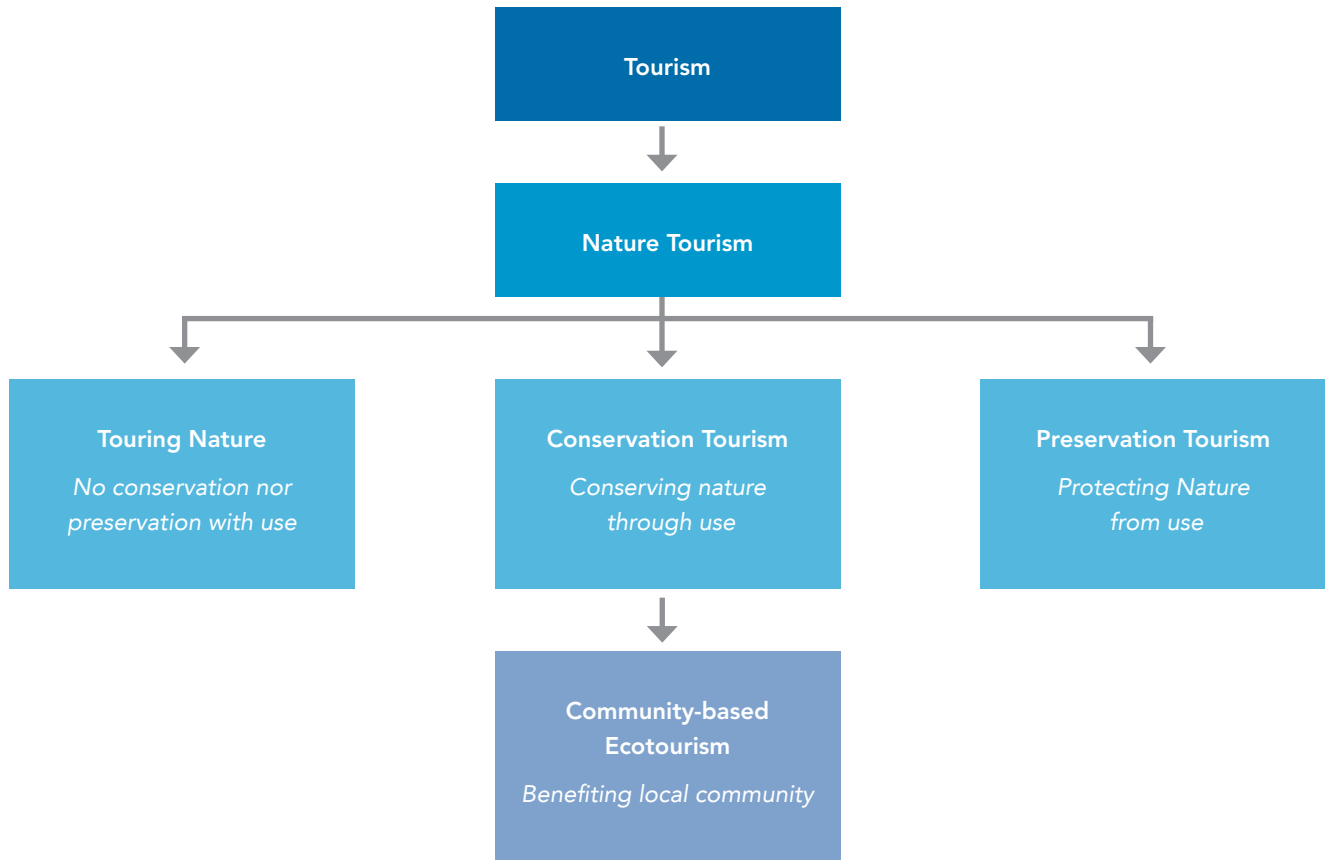 Tourism
Nature Tourism
Touring Nature
No conservation nor
preservation with use
Conservation Tourism
Conserving nature
through use
Preservation Tourism
Protecting Nature
from use
Community-based
Ecotourism
Benefiting local community